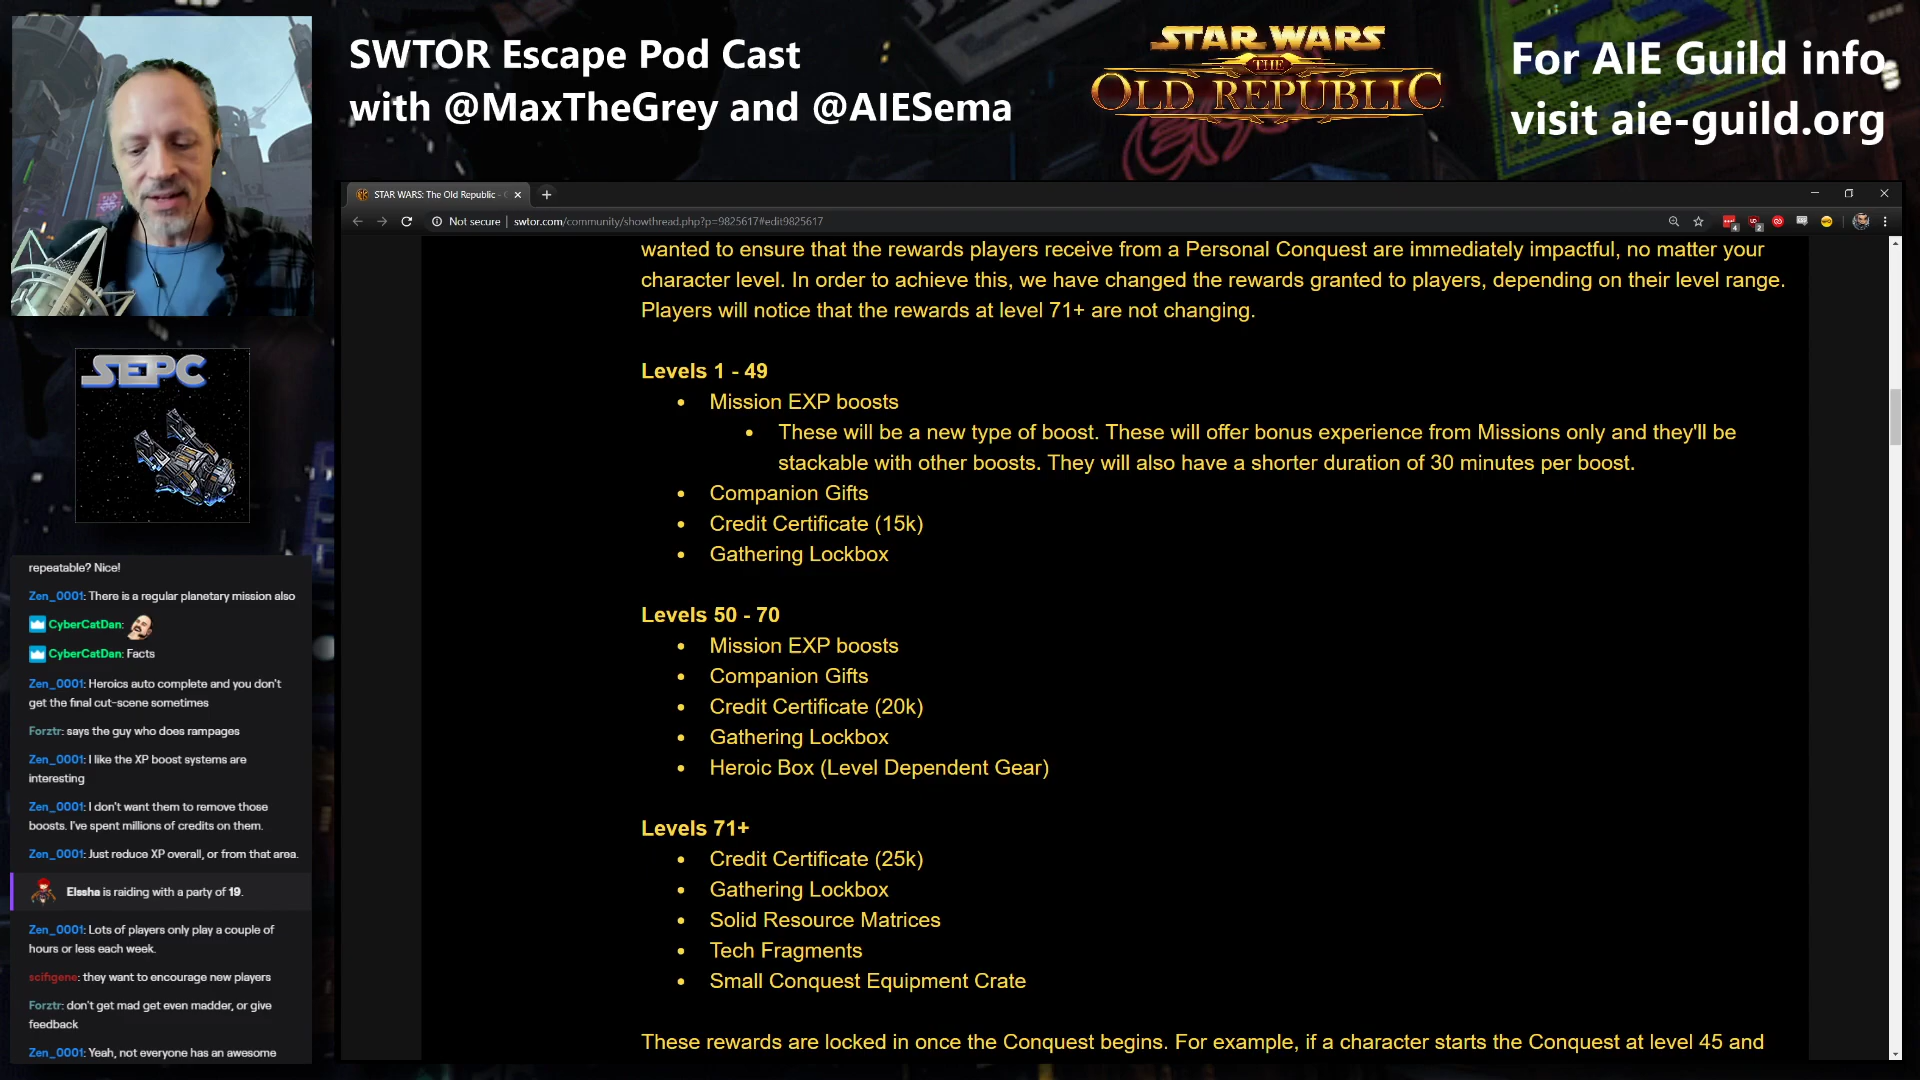 SWTOR Escape Pod Cast
with @MaxTheGrey and @AIESema
STAR WARS
THE
OLD REPUBLIC
For AIE Guild info
visit aie-guild.org
SEPC
repeatable? Nice!
Zen_0001: There is a regular planetary mission also
CyberCatDan:
CyberCatDan: Facts
Zen_0001: Heroics auto complete and you don't
get the final cut-scene sometimes
Forztr: says the guy who does rampages
Zen_0001: I like the XP boost systems are
interesting
Zen_0001: I don't want them to remove those
boosts. I've spent millions of credits on them.
Zen_0001: Just reduce XP overall, or from that area.
Elssha is raiding with a party of 19.
Zen_0001: Lots of players only play a couple of
hours or less each week.
scifigene: they want to encourage new players
Forztr: don't get mad get even madder, or give
feedback
Zen_0001: Yeah, not everyone has an awesome
STAR WARS: The Old Republic -
Not secure | swtor.com/community/showthread.php?p=9825617#edit9825617
wanted to ensure that the rewards players receive from a Personal Conquest are immediately impactful, no matter your
character level. In order to achieve this, we have changed the rewards granted to players, depending on their level range.
Players will notice that the rewards at level 71+ are not changing.
Levels 1 - 49
• Mission EXP boosts
• These will be a new type of boost. These will offer bonus experience from Missions only and they'll be
stackable with other boosts. They will also have a shorter duration of 30 minutes per boost.
• Companion Gifts
• Credit Certificate (15k)
• Gathering Lockbox
Levels 50 - 70
• Mission EXP boosts
• Companion Gifts
• Credit Certificate (20k)
• Gathering Lockbox
• Heroic Box (Level Dependent Gear)
Levels 71+
• Credit Certificate (25k)
• Gathering Lockbox
• Solid Resource Matrices
• Tech Fragments
• Small Conquest Equipment Crate
These rewards are locked in once the Conquest begins. For example, if a character starts the Conquest at level 45 and